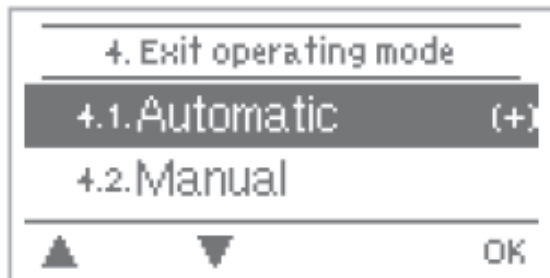 4. Exit operating mode
4.1. Automatic (+)
4.2. Manual
▲ ▼ OK